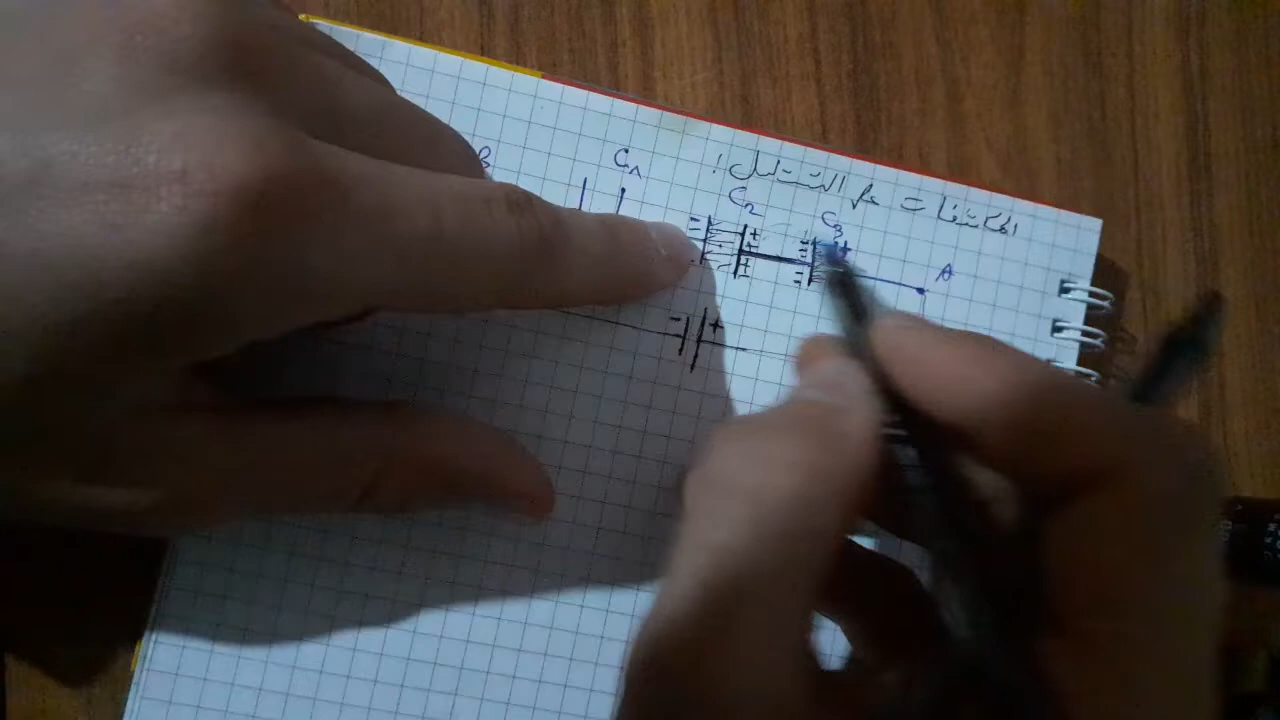 المكثفات على التسلسل !
B C1 C2 C3 A
- + - + - +
- +